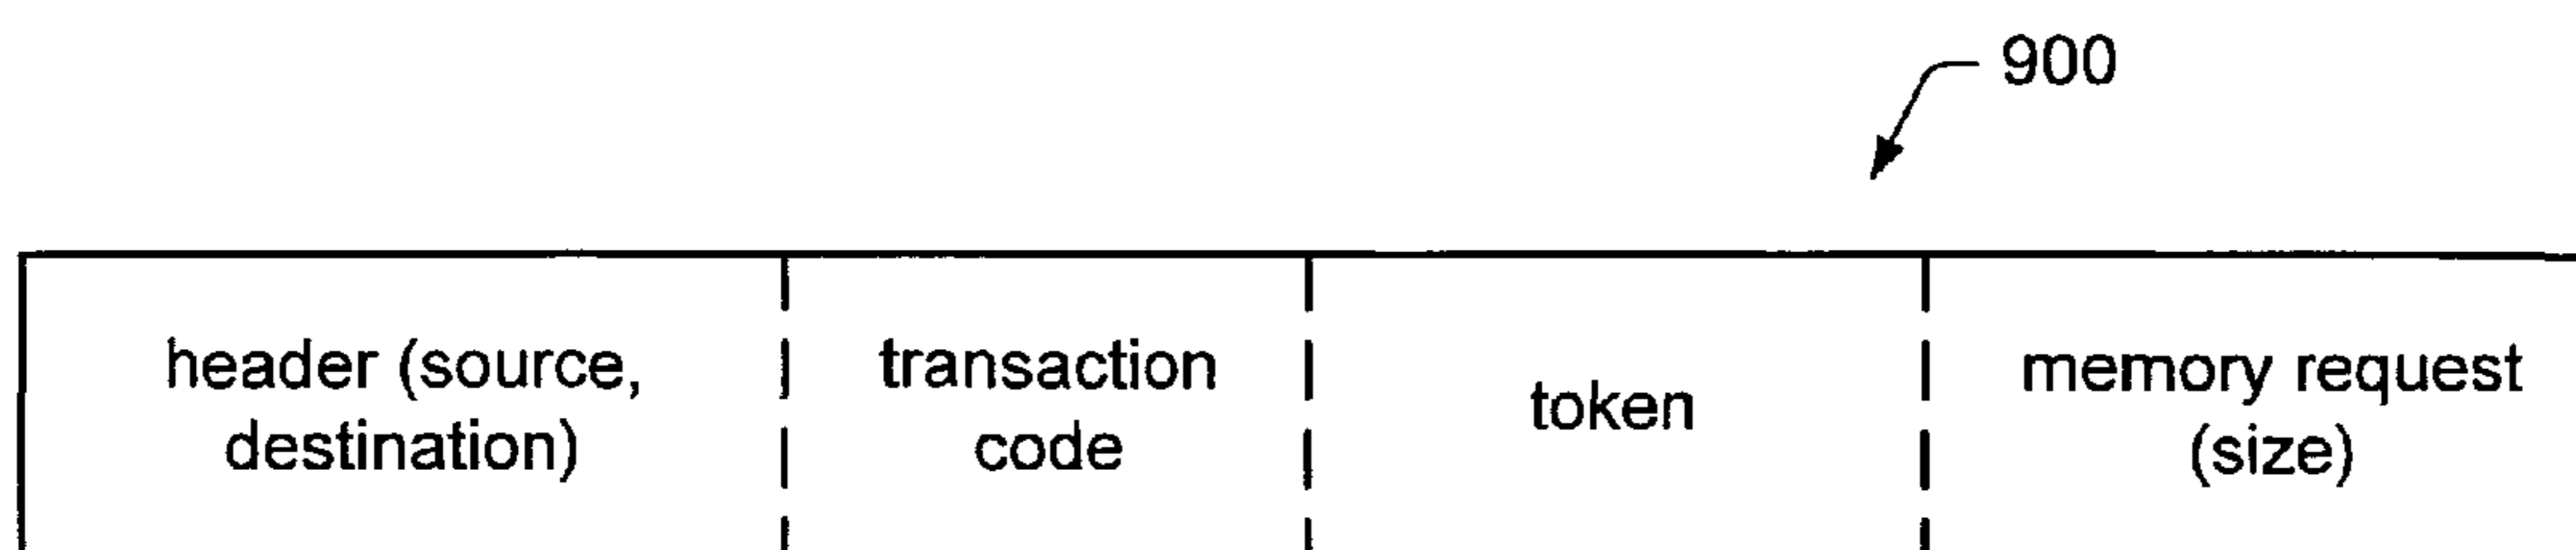 900
header (source,
destination)
transaction
code
token
memory request
(size)